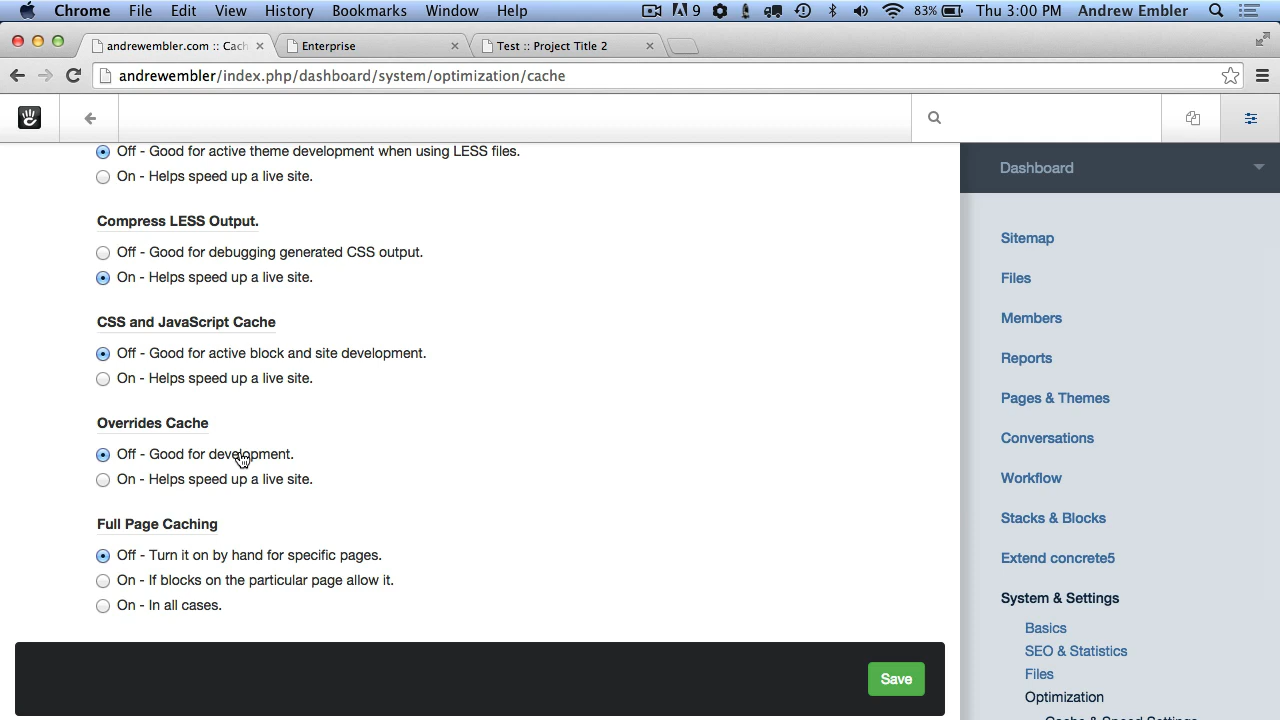 Chrome File Edit View History Bookmarks Window Help 9 83% Thu 3:00 PM Andrew Embler
andrewembler.com :: Cach Enterprise Test :: Project Title 2
andrewembler/index.php/dashboard/system/optimization/cache
Off - Good for active theme development when using LESS files.
On - Helps speed up a live site.
Compress LESS Output.
Off - Good for debugging generated CSS output.
On - Helps speed up a live site.
CSS and JavaScript Cache
Off - Good for active block and site development.
On - Helps speed up a live site.
Overrides Cache
Off - Good for development.
On - Helps speed up a live site.
Full Page Caching
Off - Turn it on by hand for specific pages.
On - If blocks on the particular page allow it.
On - In all cases.
Save
Dashboard
Sitemap
Files
Members
Reports
Pages & Themes
Conversations
Workflow
Stacks & Blocks
Extend concrete5
System & Settings
Basics
SEO & Statistics
Files
Optimization
Cache & Speed Settings